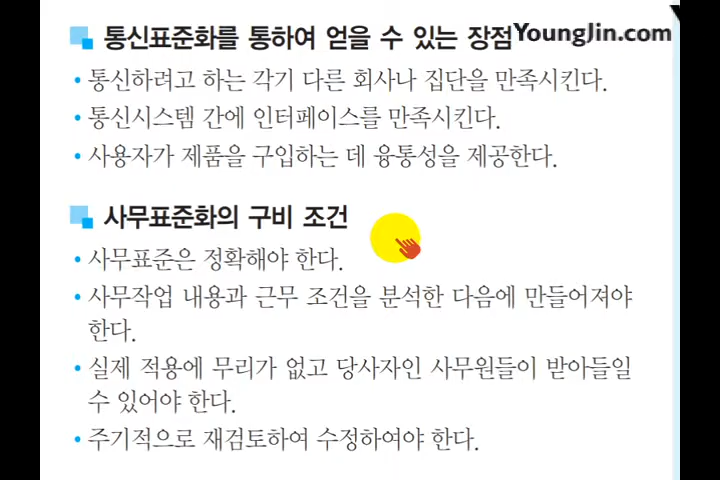 통신표준화를 통하여 얻을 수 있는 장점
YoungJin.com
• 통신하려고 하는 각기 다른 회사나 집단을 만족시킨다.
• 통신시스템 간에 인터페이스를 만족시킨다.
• 사용자가 제품을 구입하는 데 융통성을 제공한다.
사무표준화의 구비 조건
• 사무표준은 정확해야 한다.
• 사무작업 내용과 근무 조건을 분석한 다음에 만들어져야
한다.
• 실제 적용에 무리가 없고 당사자인 사무원들이 받아들일
수 있어야 한다.
• 주기적으로 재검토하여 수정하여야 한다.